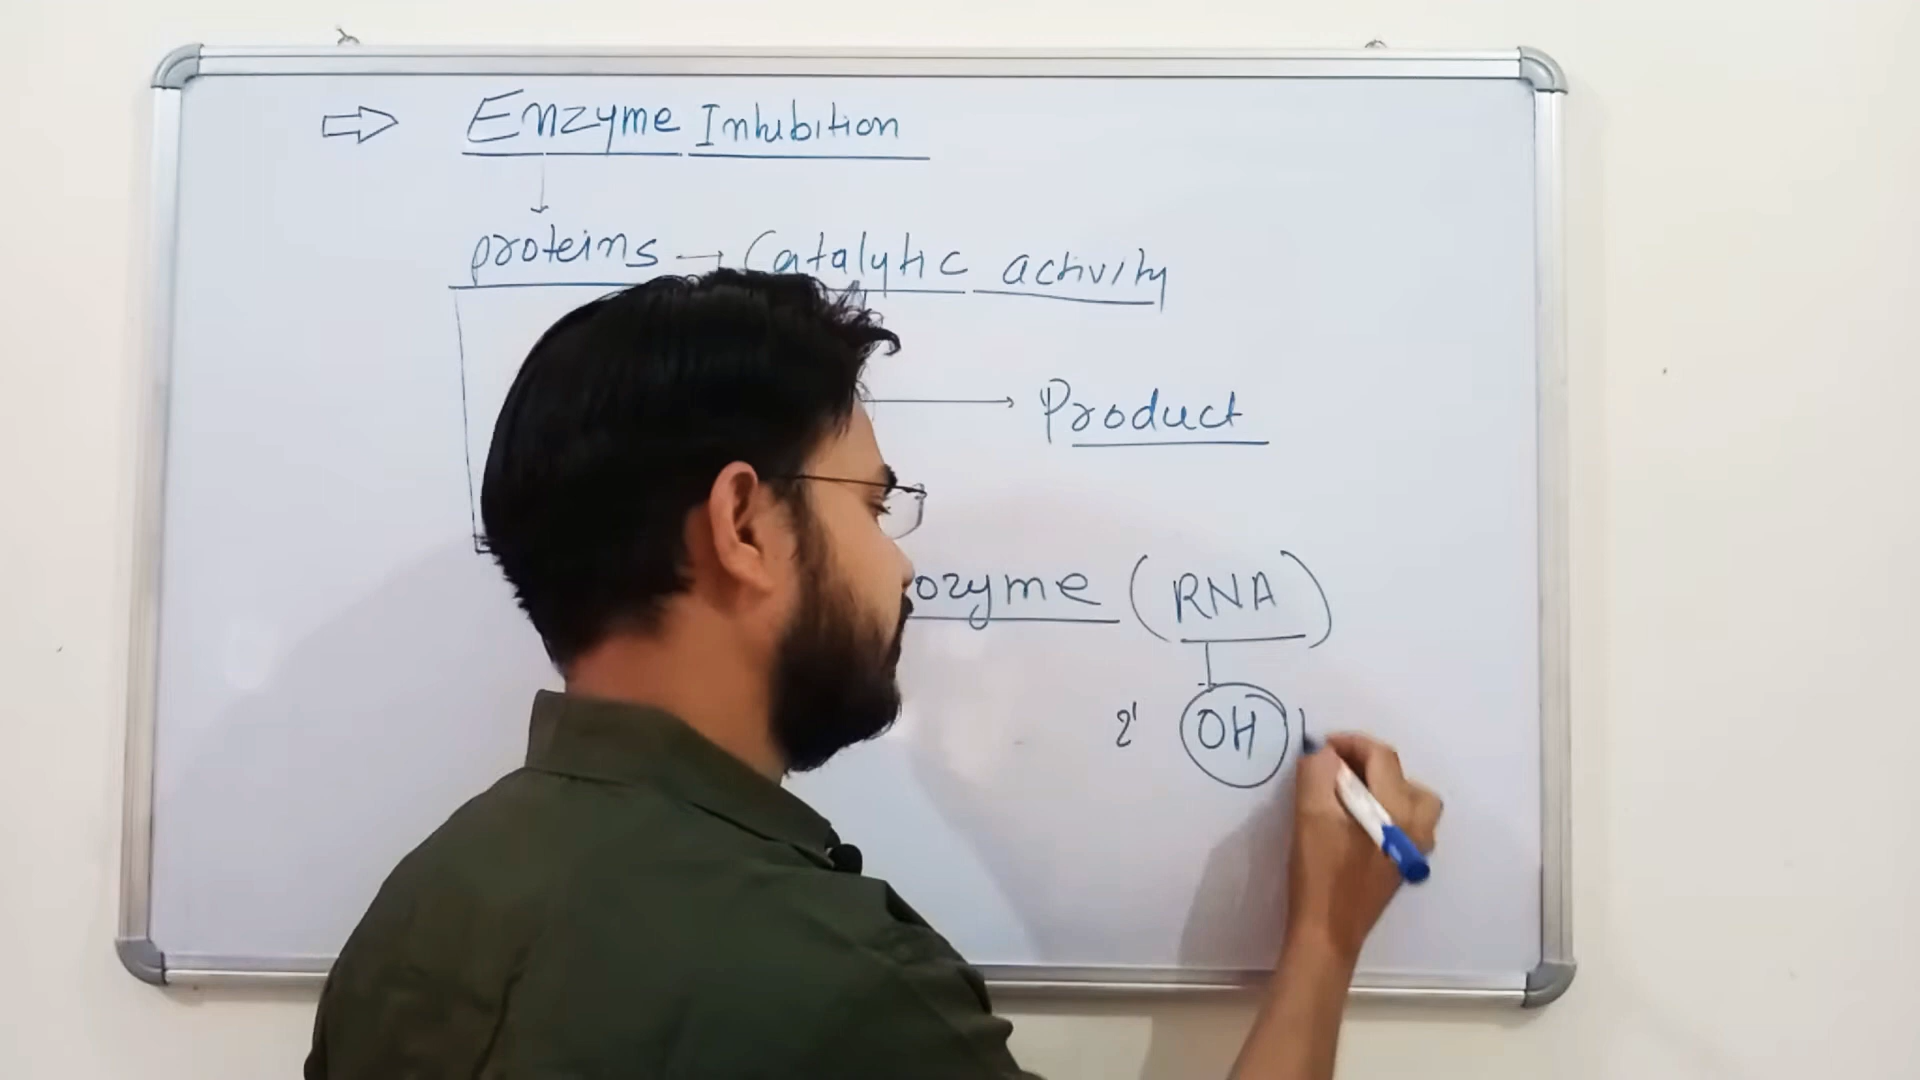 ⇒ Enzyme Inhibition
proteins → Catalytic activity
→ Product
ozyme (RNA)
2' OH